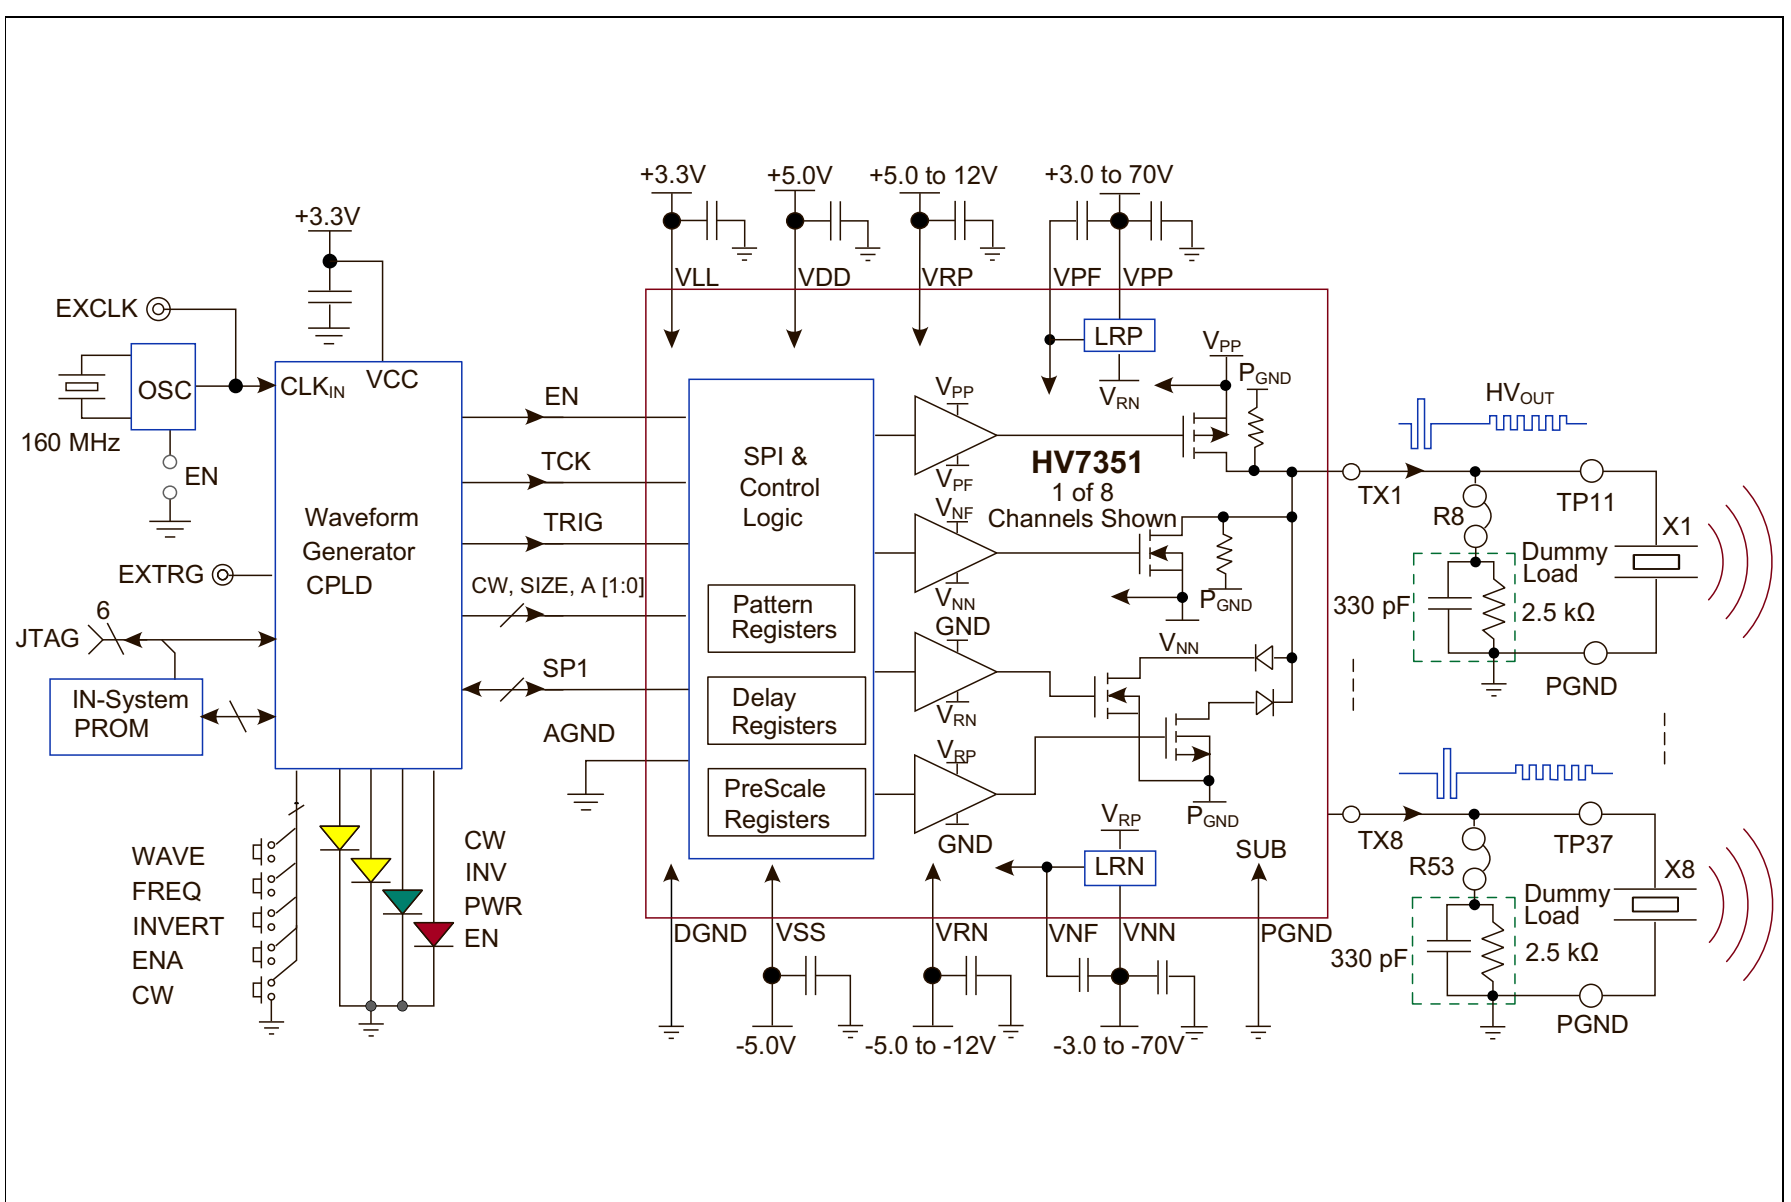 +3.3V
+5.0V
+5.0 to 12V
+3.0 to 70V
+3.3V
VLL
VDD
VRP
VPF
VPP
EXCLK
OSC
CLKIN
VCC
160 MHz
EN
EXTRG
JTAG
6
IN-System
PROM
Waveform
Generator
CPLD
EN
TCK
TRIG
CW, SIZE, A [1:0]
SP1
AGND
SPI &
Control
Logic
Pattern
Registers
Delay
Registers
PreScale
Registers
VPP
VPF
VNF
VNN
GND
VRN
VRP
GND
LRP
VRN
VPP
PGND
HV7351
1 of 8
Channels Shown
PGND
VNN
PGND
VRP
LRN
SUB
HVOUT
TX1
R8
TP11
X1
Dummy
Load
330 pF
2.5 kΩ
PGND
TX8
R53
TP37
X8
Dummy
Load
330 pF
2.5 kΩ
PGND
WAVE
FREQ
INVERT
ENA
CW
CW
INV
PWR
EN
DGND
VSS
VRN
VNF
VNN
PGND
-5.0V
-5.0 to -12V
-3.0 to -70V